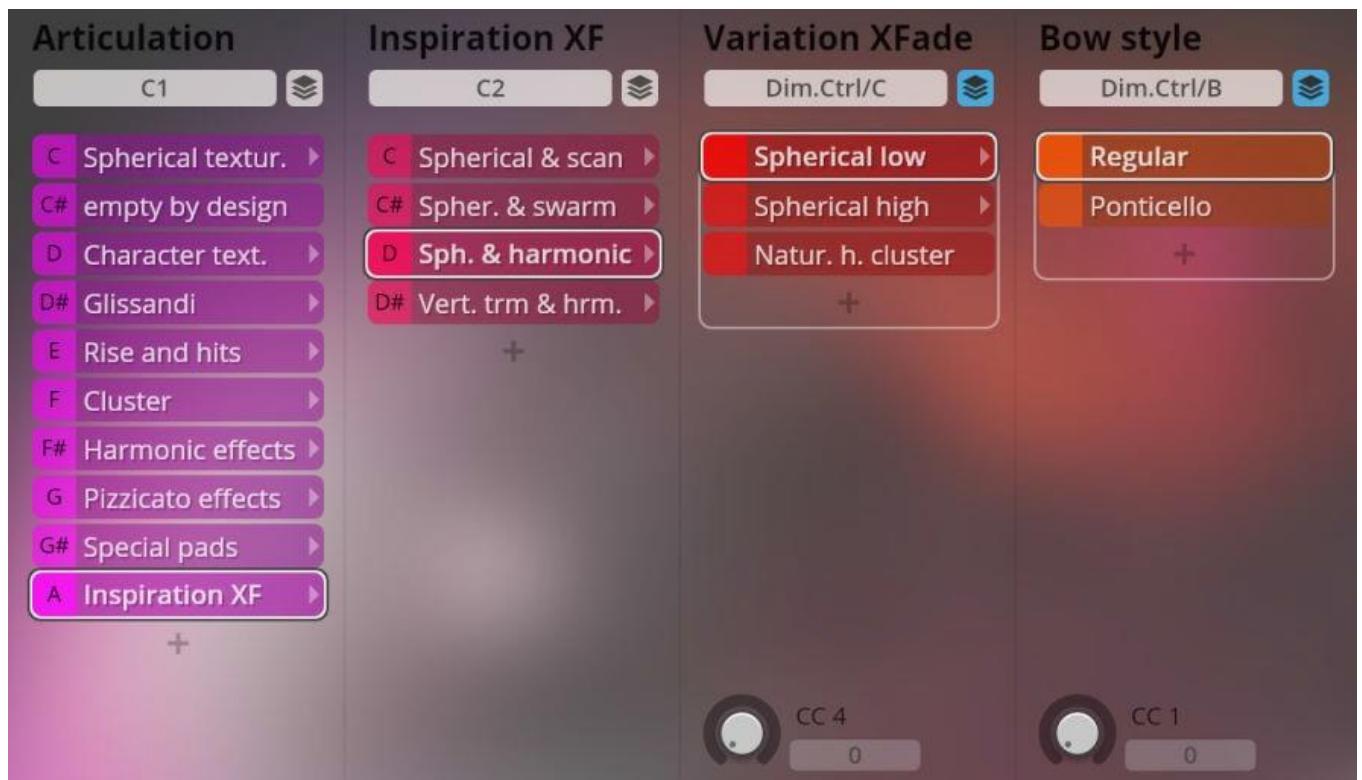 Articulation
C1
C Spherical textur.
C# empty by design
D Character text.
D# Glissandi
E Rise and hits
F Cluster
F# Harmonic effects
G Pizzicato effects
G# Special pads
A Inspiration XF
+
Inspiration XF
C2
C Spherical & scan
C# Spher. & swarm
D Sph. & harmonic
D# Vert. trm & hrm.
+
Variation XFade
Dim.Ctrl/C
Spherical low
Spherical high
Natur. h. cluster
+
CC 4
0
Bow style
Dim.Ctrl/B
Regular
Ponticello
+
CC 1
0